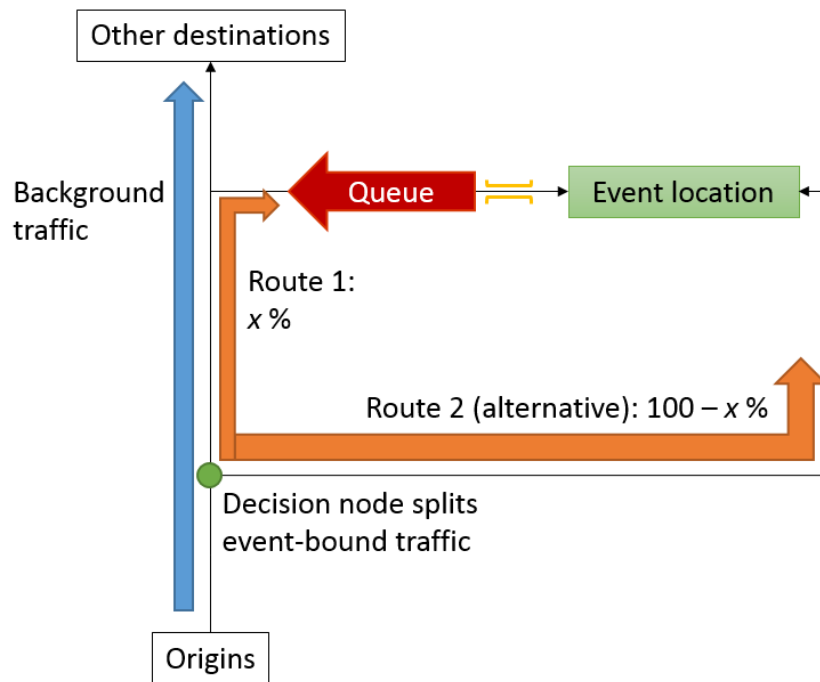 Other destinations
Background
traffic
Queue
Event location
Route 1:
x %
Route 2 (alternative): 100 – x %
Decision node splits
event-bound traffic
Origins